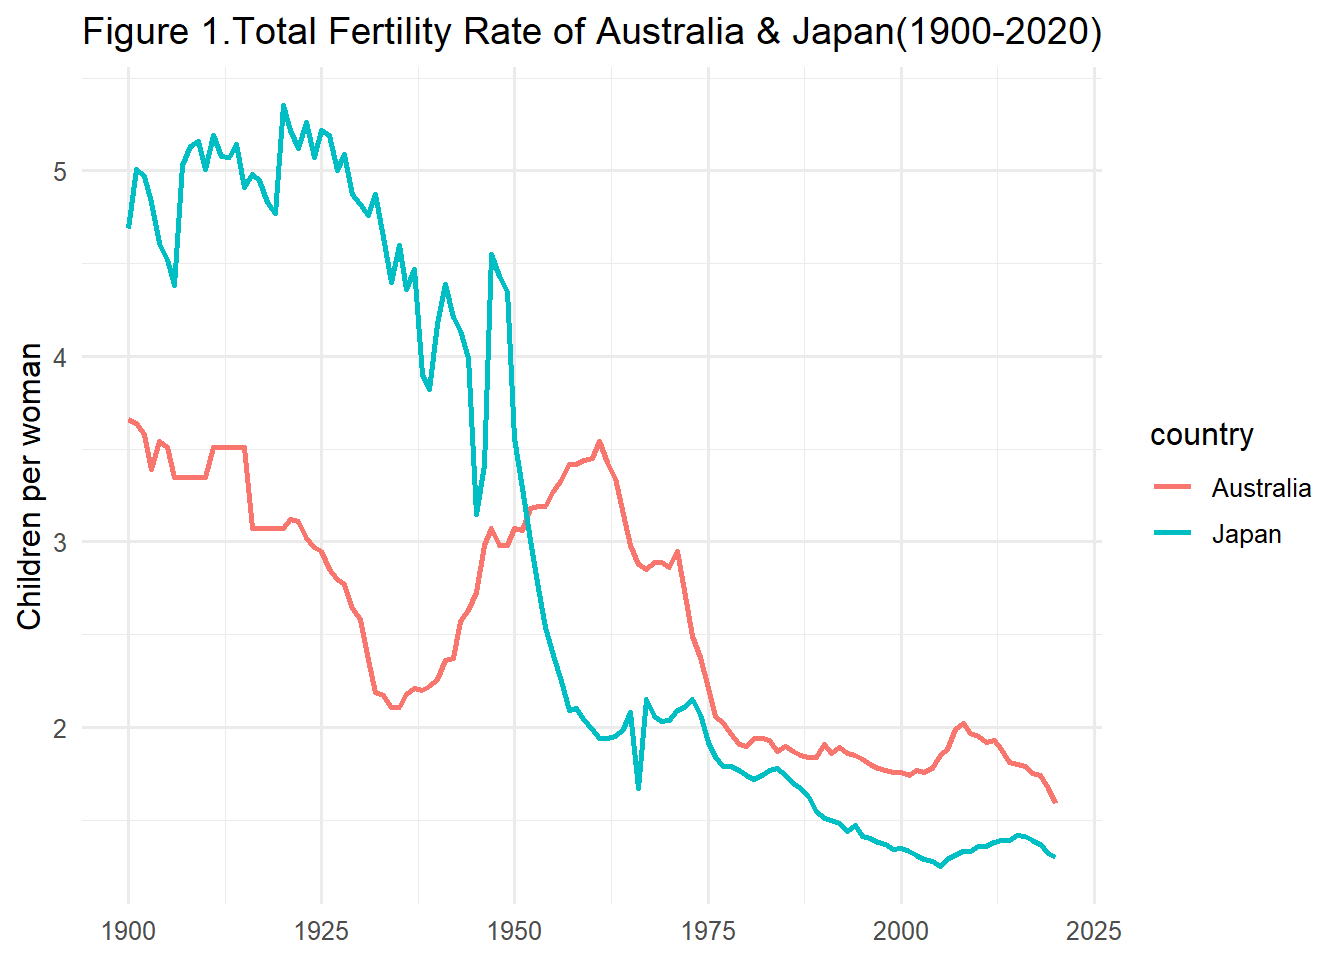 Figure 1.Total Fertility Rate of Australia & Japan(1900-2020)
Children per woman
5
4
3
2
1900 1925 1950 1975 2000 2025
country
Australia
Japan